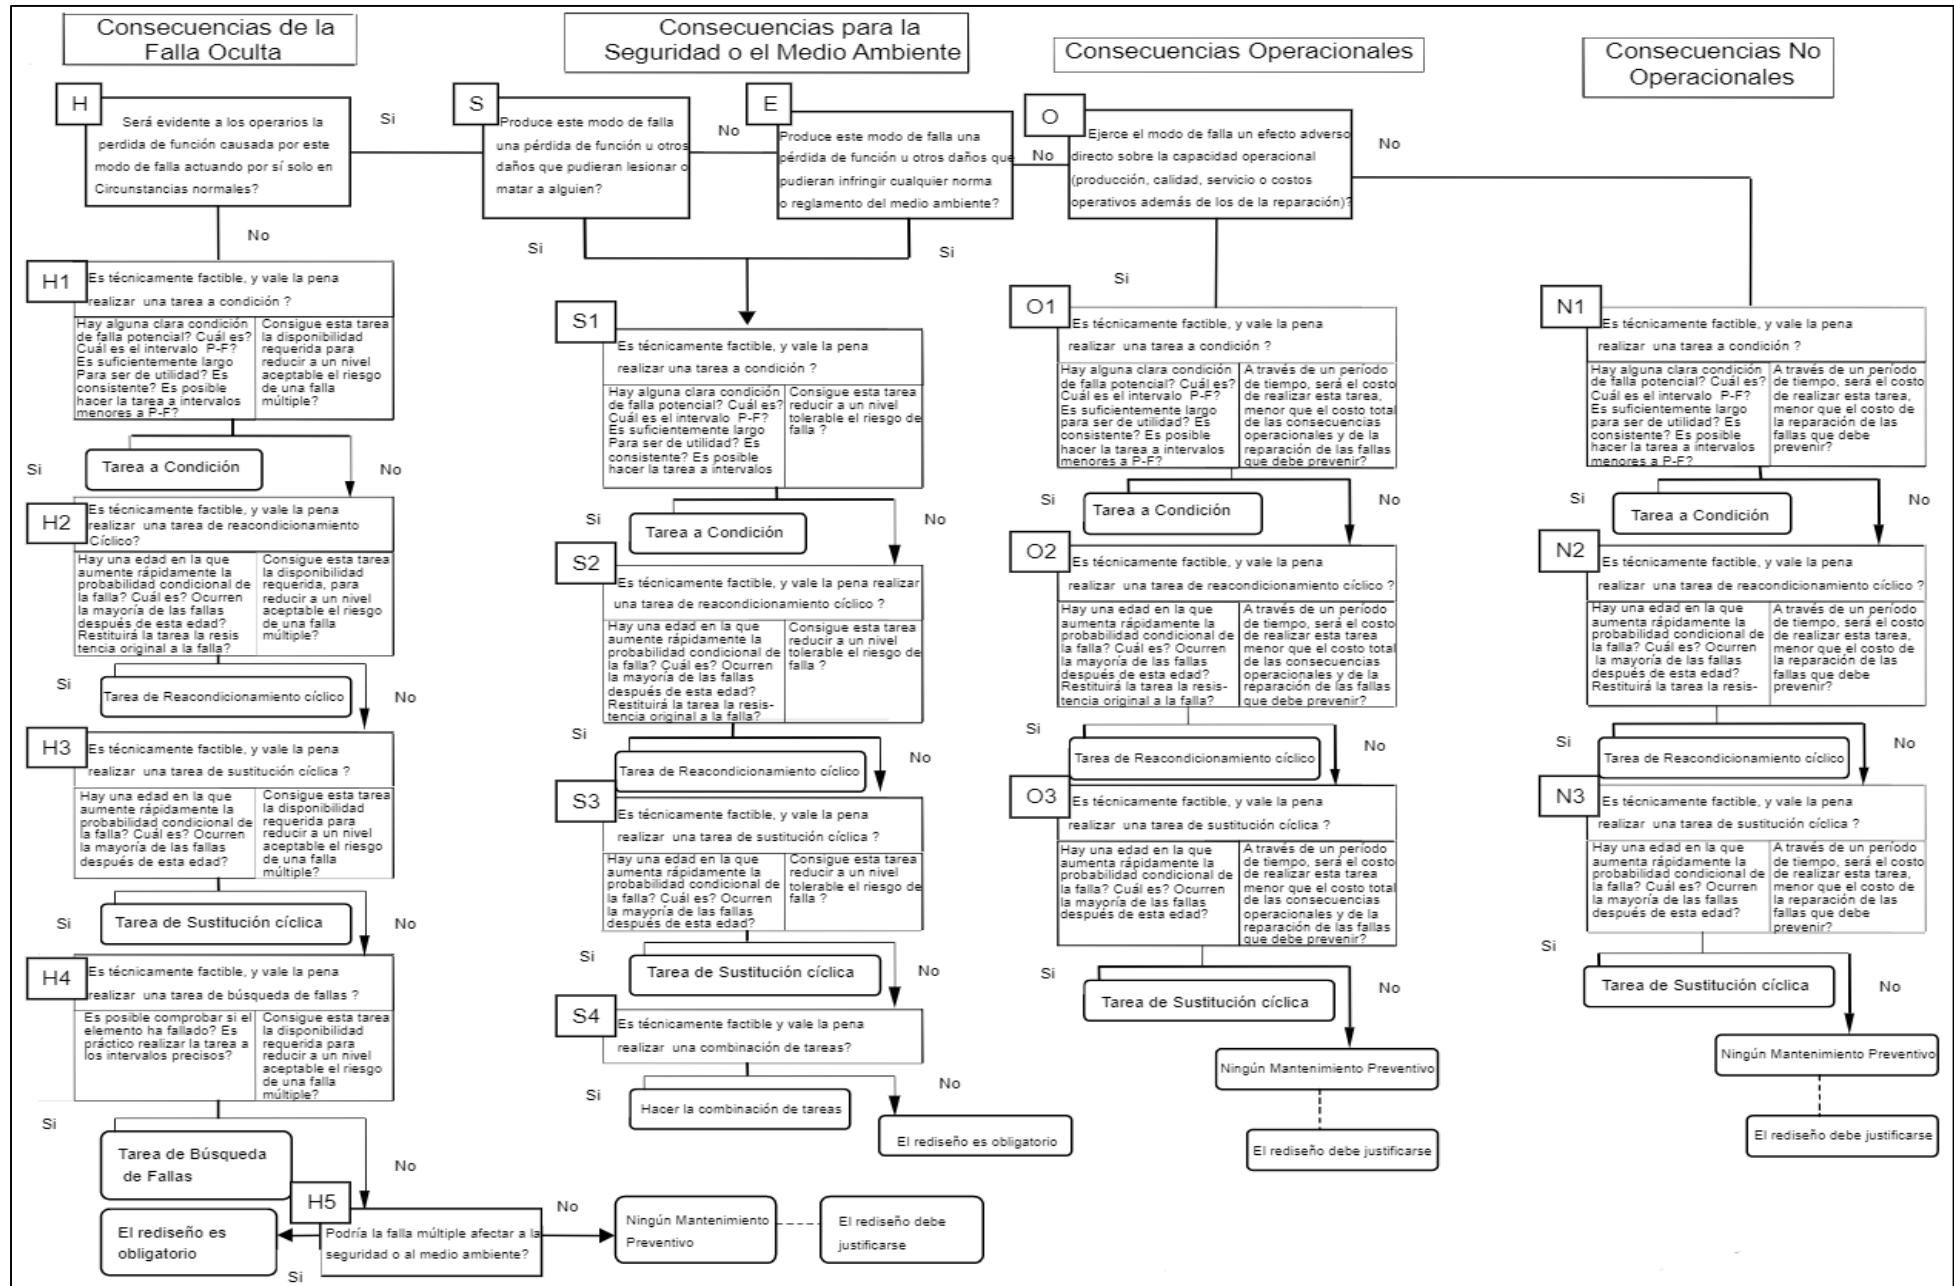 Consecuencias de la
Falla Oculta
Consecuencias para la
Seguridad o el Medio Ambiente
Consecuencias Operacionales
Consecuencias No
Operacionales
H
Será evidente a los operarios la
perdida de función causada por este
modo de falla actuando por sí solo en
Circunstancias normales?
Si
No
S
Produce este modo de falla
una pérdida de función u otros
daños que pudieran lesionar o
matar a alguien?
No
Si
E
Produce este modo de falla una
pérdida de función u otros daños que
pudieran infringir cualquier norma
o reglamento del medio ambiente?
No
Si
O
Ejerce el modo de falla un efecto adverso
directo sobre la capacidad operacional
(producción, calidad, servicio o costos
operativos además de los de la reparación)?
No
Si
H1
Es técnicamente factible, y vale la pena
realizar una tarea a condición ?
Hay alguna clara condición
de falla potencial? Cuál es?
Cuál es el intervalo P-F?
Es suficientemente largo
Para ser de utilidad? Es
consistente? Es posible
hacer la tarea a intervalos
menores a P-F?
Consigue esta tarea
la disponibilidad
requerida para
reducir a un nivel
aceptable el riesgo
de una falla
múltiple?
Si
Tarea a Condición
No
H2
Es técnicamente factible, y vale la pena
realizar una tarea de reacondicionamiento
Cíclico?
Hay una edad en la que
aumente rápidamente la
probabilidad condicional de
la falla? Cuál es? Ocurren
la mayoría de las fallas
después de esta edad?
Restituirá la tarea la resis
tencia original a la falla?
Consigue esta tarea
la disponibilidad
requerida, para
reducir a un nivel
aceptable el riesgo
de una falla
múltiple?
Si
Tarea de Reacondicionamiento cíclico
No
H3
Es técnicamente factible, y vale la pena
realizar una tarea de sustitución cíclica ?
Hay una edad en la que
aumente rápidamente la
probabilidad condicional de
la falla? Cuál es? Ocurren
la mayoría de las fallas
después de esta edad?
Consigue esta tarea
la disponibilidad
requerida para
reducir a un nivel
aceptable el riesgo
de una falla
múltiple?
Si
Tarea de Sustitución cíclica
No
H4
Es técnicamente factible, y vale la pena
realizar una tarea de búsqueda de fallas ?
Es posible comprobar si el
elemento ha fallado? Es
práctico realizar la tarea a
los intervalos precisos?
Consigue esta tarea
la disponibilidad
requerida para
reducir a un nivel
aceptable el riesgo
de una falla
múltiple?
Si
Tarea de Búsqueda
de Fallas
No
H5
Podría la falla múltiple afectar a la
seguridad o al medio ambiente?
Si
El rediseño es
obligatorio
No
Ningún Mantenimiento
Preventivo
El rediseño debe
justificarse
S1
Es técnicamente factible, y vale la pena
realizar una tarea a condición ?
Hay alguna clara condición
de falla potencial? Cuál es?
Cuál es el intervalo P-F?
Es suficientemente largo
Para ser de utilidad? Es
consistente? Es posible
hacer la tarea a intervalos
Consigue esta tarea
reducir a un nivel
tolerable el riesgo de
falla ?
Si
Tarea a Condición
No
S2
Es técnicamente factible, y vale la pena realizar
una tarea de reacondicionamiento cíclico ?
Hay una edad en la que
aumente rápidamente la
probabilidad condicional de
la falla? Cuál es? Ocurren
la mayoría de las fallas
después de esta edad?
Restituirá la tarea la resis-
tencia original a la falla?
Consigue esta tarea
reducir a un nivel
tolerable el riesgo de
falla ?
Si
Tarea de Reacondicionamiento cíclico
No
S3
Es técnicamente factible, y vale la pena
realizar una tarea de sustitución cíclica ?
Hay una edad en la que
aumenta rápidamente la
probabilidad condicional de
la falla? Cuál es? Ocurren
la mayoría de las fallas
después de esta edad?
Consigue esta tarea
reducir a un nivel
tolerable el riesgo de
falla ?
Si
Tarea de Sustitución cíclica
No
S4
Es técnicamente factible y vale la pena
realizar una combinación de tareas?
Si
Hacer la combinación de tareas
No
El rediseño es obligatorio
O1
Es técnicamente factible, y vale la pena
realizar una tarea a condición ?
Hay alguna clara condición
de falla potencial? Cuál es?
Cuál es el intervalo P-F?
Es suficientemente largo
para ser de utilidad? Es
consistente? Es posible
hacer la tarea a intervalos
menores a P-F?
A través de un período
de tiempo, será el costo
de realizar esta tarea,
menor que el costo total
de las consecuencias
operacionales y de la
reparación de las fallas
que debe prevenir?
Si
Tarea a Condición
No
O2
Es técnicamente factible, y vale la pena
realizar una tarea de reacondicionamiento cíclico ?
Hay una edad en la que
aumenta rápidamente la
probabilidad condicional de
la falla? Cuál es? Ocurren
la mayoría de las fallas
después de esta edad?
Restituirá la tarea la resis-
tencia original a la falla?
A través de un período
de tiempo, será el costo
de realizar esta tarea
menor que el costo total
de las consecuencias
operacionales y de la
reparación de las fallas
que debe prevenir?
Si
Tarea de Reacondicionamiento cíclico
No
O3
Es técnicamente factible, y vale la pena
realizar una tarea de sustitución cíclica ?
Hay una edad en la que
aumenta rápidamente la
probabilidad condicional de
la falla? Cuál es? Ocurren
la mayoría de las fallas
después de esta edad?
A través de un período
de tiempo, será el costo
de realizar esta tarea
menor que el costo total
de las consecuencias
operacionales y de la
reparación de las fallas
que debe prevenir?
Si
Tarea de Sustitución cíclica
No
Ningún Mantenimiento Preventivo
El rediseño debe justificarse
N1
Es técnicamente factible, y vale la pena
realizar una tarea a condición ?
Hay alguna clara condición
de falla potencial? Cuál es?
Cuál es el intervalo P-F?
Es suficientemente largo
para ser de utilidad? Es
consistente? Es posible
hacer la tarea a intervalos
menores a P-F?
A través de un período
de tiempo, será el costo
de realizar esta tarea,
menor que el costo de
la reparación de las
fallas que debe
prevenir?
Si
Tarea a Condición
No
N2
Es técnicamente factible, y vale la pena
realizar una tarea de reacondicionamiento cíclico ?
Hay una edad en la que
aumenta rápidamente la
probabilidad condicional de
la falla? Cuál es? Ocurren
la mayoría de las fallas
después de esta edad?
Restituirá la tarea la resis-
A través de un período
de tiempo, será el costo
de realizar esta tarea,
menor que el costo de
la reparación de las
fallas que debe
prevenir?
Si
Tarea de Reacondicionamiento cíclico
No
N3
Es técnicamente factible, y vale la pena
realizar una tarea de sustitución cíclica ?
Hay una edad en la que
aumenta rápidamente la
probabilidad condicional de
la falla? Cuál es? Ocurren
la mayoría de las fallas
después de esta edad?
A través de un período
de tiempo, será el costo
de realizar esta tarea,
menor que el costo de
la reparación de las
fallas que debe
prevenir?
Si
Tarea de Sustitución cíclica
No
Ningún Mantenimiento Preventivo
El rediseño debe justificarse